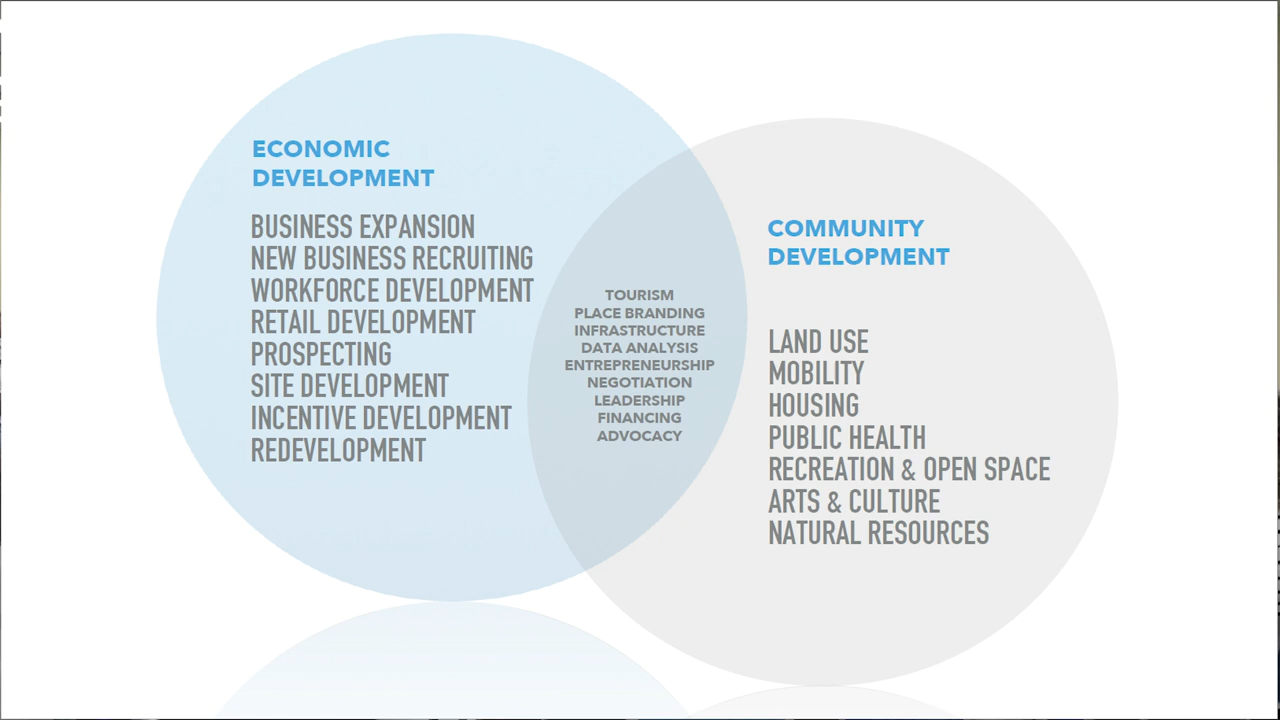 ECONOMIC
DEVELOPMENT
BUSINESS EXPANSION
NEW BUSINESS RECRUITING
WORKFORCE DEVELOPMENT
RETAIL DEVELOPMENT
PROSPECTING
SITE DEVELOPMENT
INCENTIVE DEVELOPMENT
REDEVELOPMENT
TOURISM
PLACE BRANDING
INFRASTRUCTURE
DATA ANALYSIS
ENTREPRENEURSHIP
NEGOTIATION
LEADERSHIP
FINANCING
ADVOCACY
COMMUNITY
DEVELOPMENT
LAND USE
MOBILITY
HOUSING
PUBLIC HEALTH
RECREATION & OPEN SPACE
ARTS & CULTURE
NATURAL RESOURCES